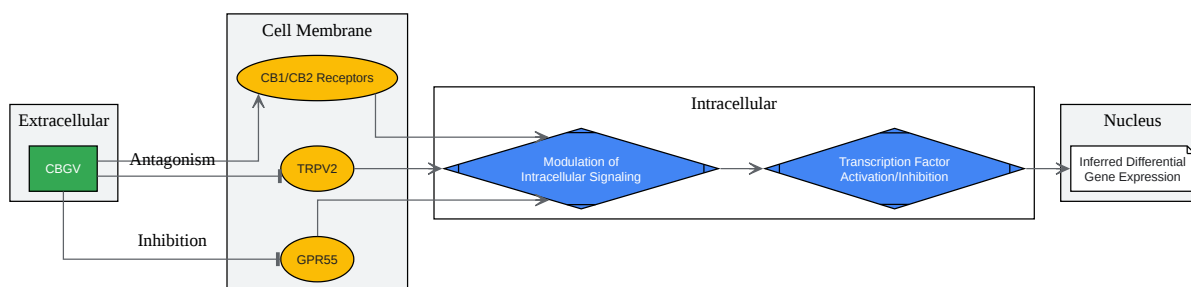 Extracellular
CBGV
Antagonism
Inhibition
Cell Membrane
CB1/CB2 Receptors
TRPV2
GPR55
Intracellular
Modulation of
Intracellular Signaling
Transcription Factor
Activation/Inhibition
Nucleus
Inferred Differential
Gene Expression